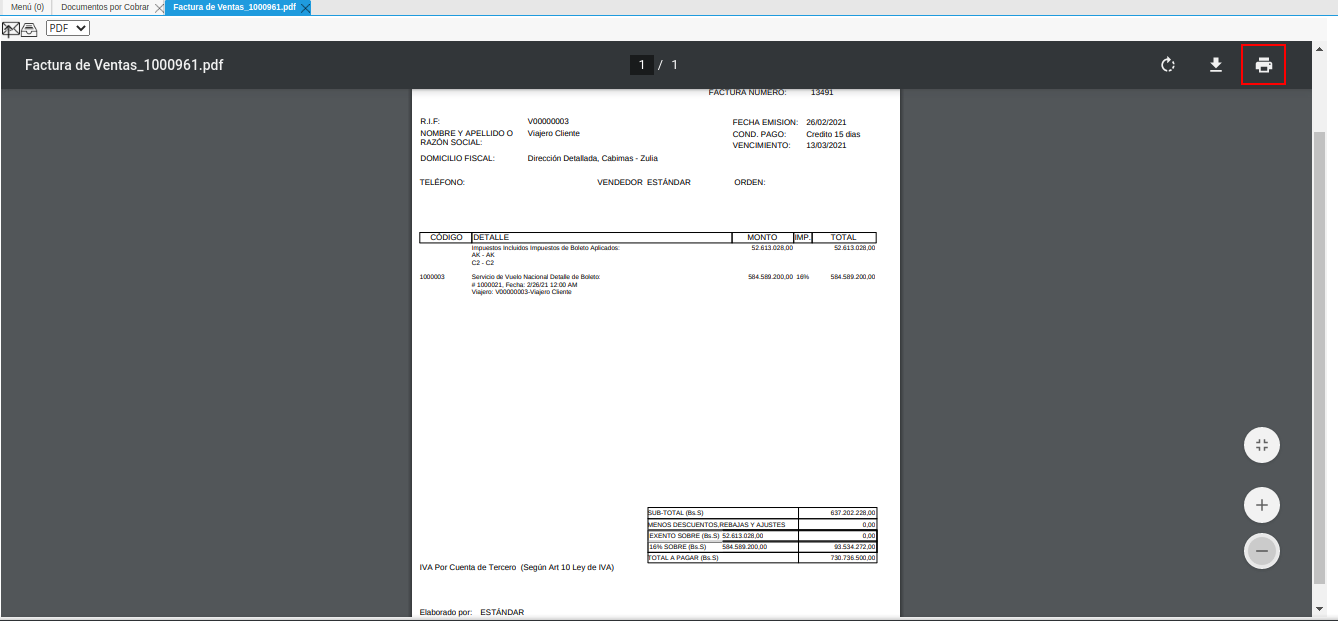 Menú (0) Documentos por Cobrar Factura de Ventas_1000961.pdf
PDF
Factura de Ventas_1000961.pdf 1 / 1
FACTURA NUMERO: 13491
R.I.F: V00000003 FECHA EMISION: 26/02/2021
NOMBRE Y APELLIDO O Viajero Cliente COND. PAGO: Credito 15 dias
RAZÓN SOCIAL: VENCIMIENTO: 13/03/2021
DOMICILIO FISCAL: Dirección Detallada, Cabimas - Zulia
TELÉFONO: VENDEDOR ESTÁNDAR ORDEN:
CÓDIGO DETALLE MONTO IMP. TOTAL
Impuestos Incluidos Impuestos de Boleto Aplicados: 52.613.028,00 52.613.028,00
AK - AK
C2 - C2
1000003 Servicio de Vuelo Nacional Detalle de Boleto: 584.589.200,00 16% 584.589.200,00
# 1000021, Fecha: 2/26/21 12:00 AM
Viajero: V00000003-Viajero Cliente
SUB-TOTAL (Bs.S) 637.202.228,00
MENOS DESCUENTOS,REBAJAS Y AJUSTES 0,00
EXENTO SOBRE (Bs.S) 52.613.028,00 0,00
16% SOBRE (Bs.S) 584.589.200,00 93.534.272,00
TOTAL A PAGAR (Bs.S) 730.736.500,00
IVA Por Cuenta de Tercero (Según Art 10 Ley de IVA)
Elaborado por: ESTÁNDAR